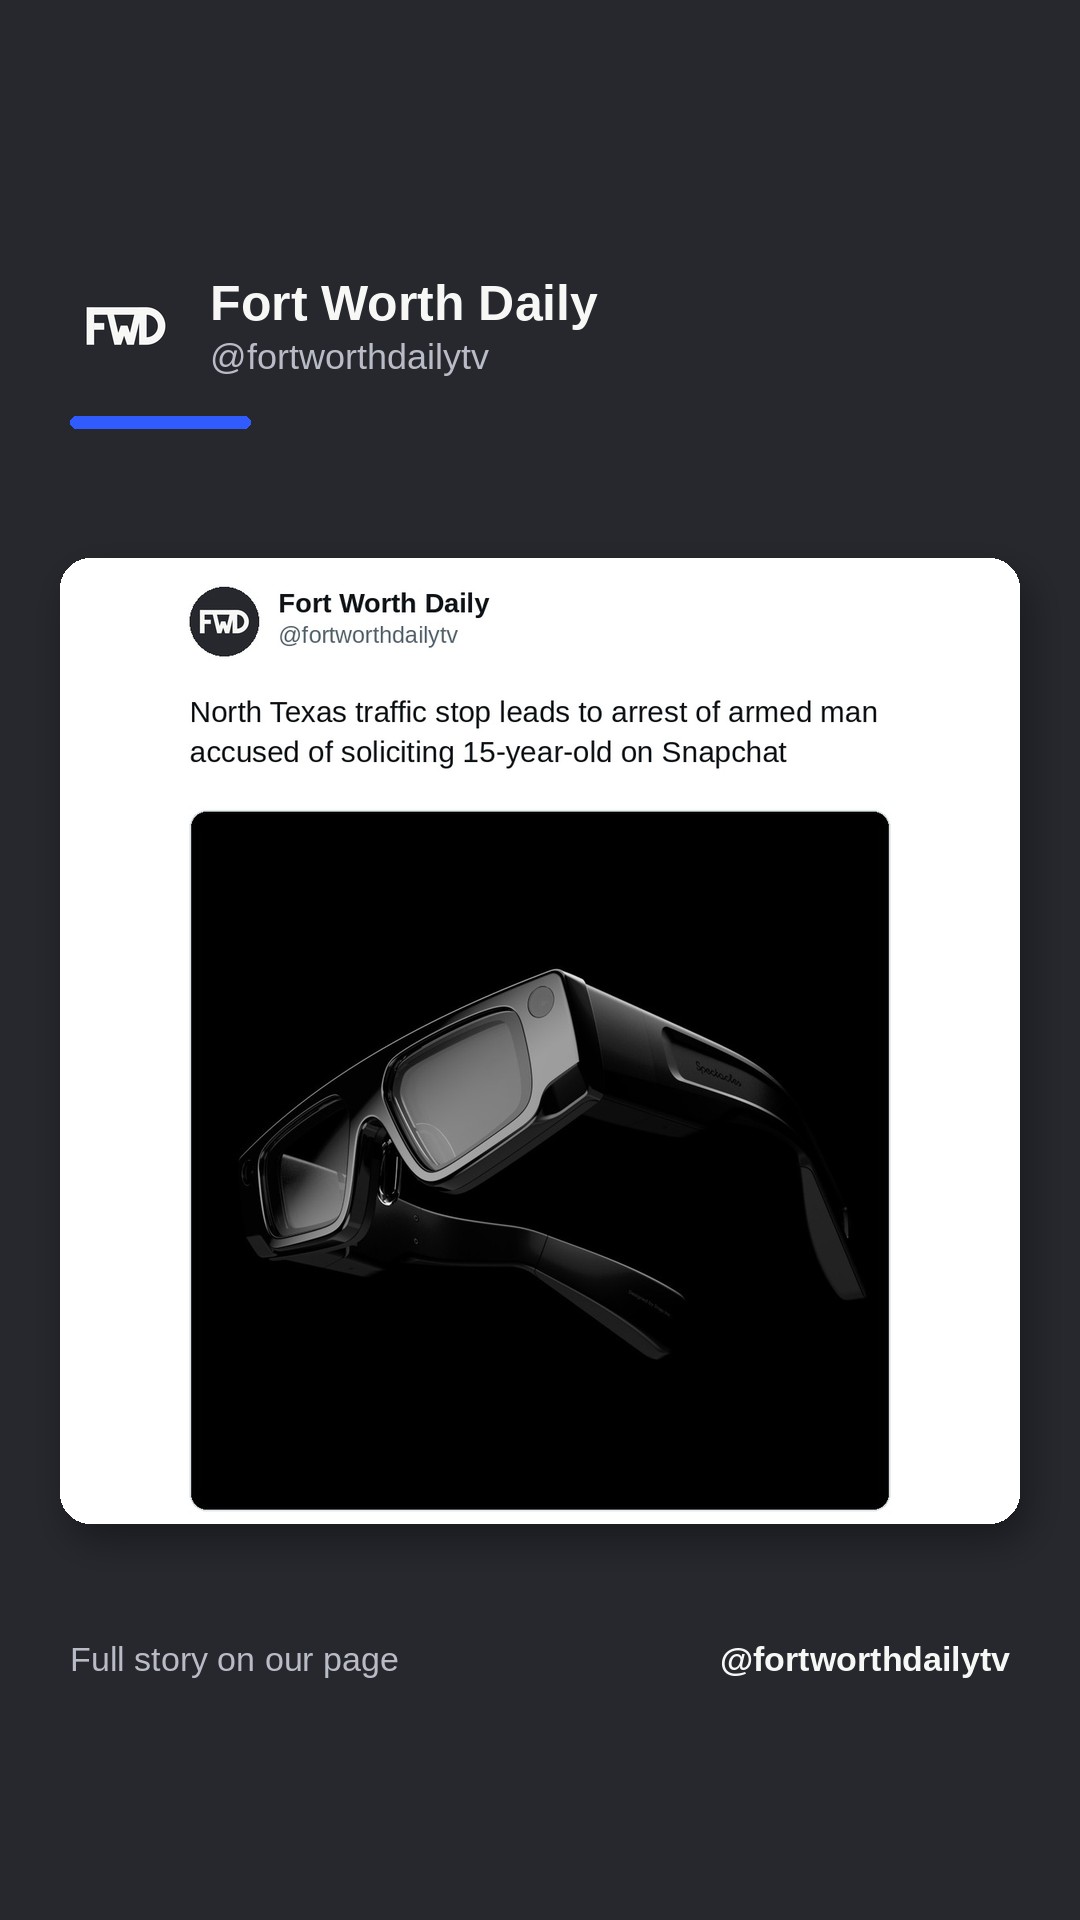 FWD
Fort Worth Daily
@fortworthdailytv
FWD
Fort Worth Daily
@fortworthdailytv
North Texas traffic stop leads to arrest of armed man
accused of soliciting 15-year-old on Snapchat
Spectacles
Full story on our page
@fortworthdailytv